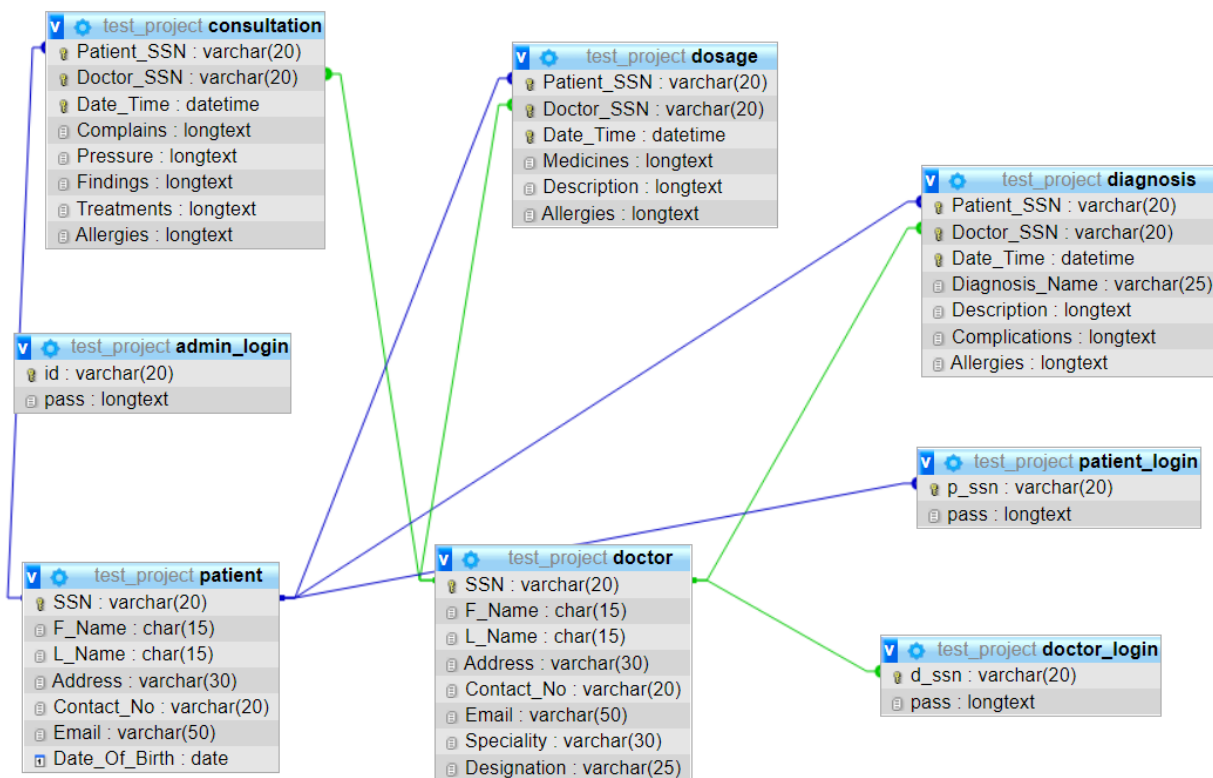 v test_project consultation
Patient_SSN : varchar(20)
Doctor_SSN : varchar(20)
Date_Time : datetime
Complains : longtext
Pressure : longtext
Findings : longtext
Treatments : longtext
Allergies : longtext
v test_project dosage
Patient_SSN : varchar(20)
Doctor_SSN : varchar(20)
Date_Time : datetime
Medicines : longtext
Description : longtext
Allergies : longtext
v test_project diagnosis
Patient_SSN : varchar(20)
Doctor_SSN : varchar(20)
Date_Time : datetime
Diagnosis_Name : varchar(25)
Description : longtext
Complications : longtext
Allergies : longtext
v test_project admin_login
id : varchar(20)
pass : longtext
v test_project patient_login
p_ssn : varchar(20)
pass : longtext
v test_project patient
SSN : varchar(20)
F_Name : char(15)
L_Name : char(15)
Address : varchar(30)
Contact_No : varchar(20)
Email : varchar(50)
Date_Of_Birth : date
v test_project doctor
SSN : varchar(20)
F_Name : char(15)
L_Name : char(15)
Address : varchar(30)
Contact_No : varchar(20)
Email : varchar(50)
Speciality : varchar(30)
Designation : varchar(25)
v test_project doctor_login
d_ssn : varchar(20)
pass : longtext